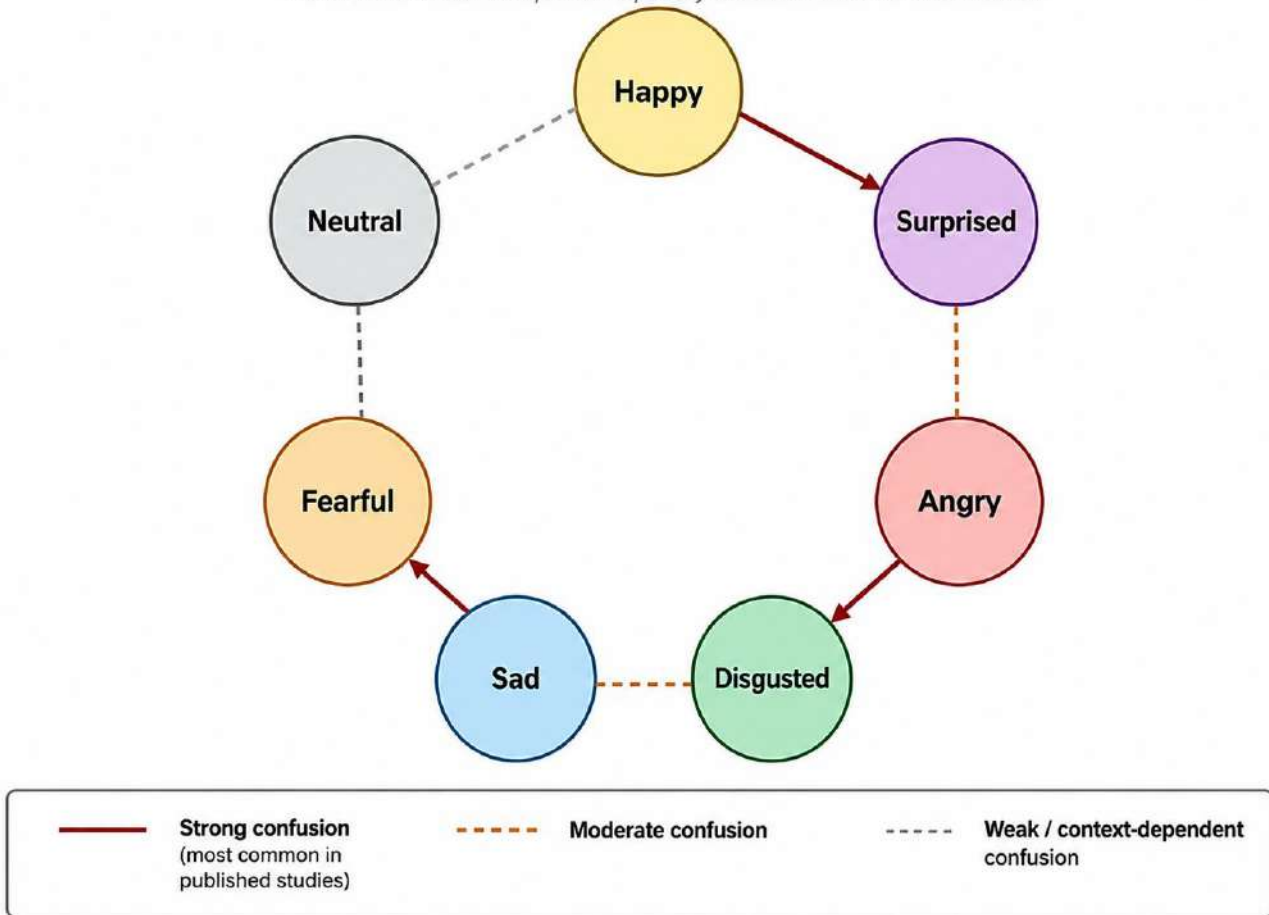 Happy
Neutral
Surprised
Fearful
Angry
Sad
Disgusted
Strong confusion
(most common in
published studies)
Moderate confusion
Weak / context-dependent
confusion